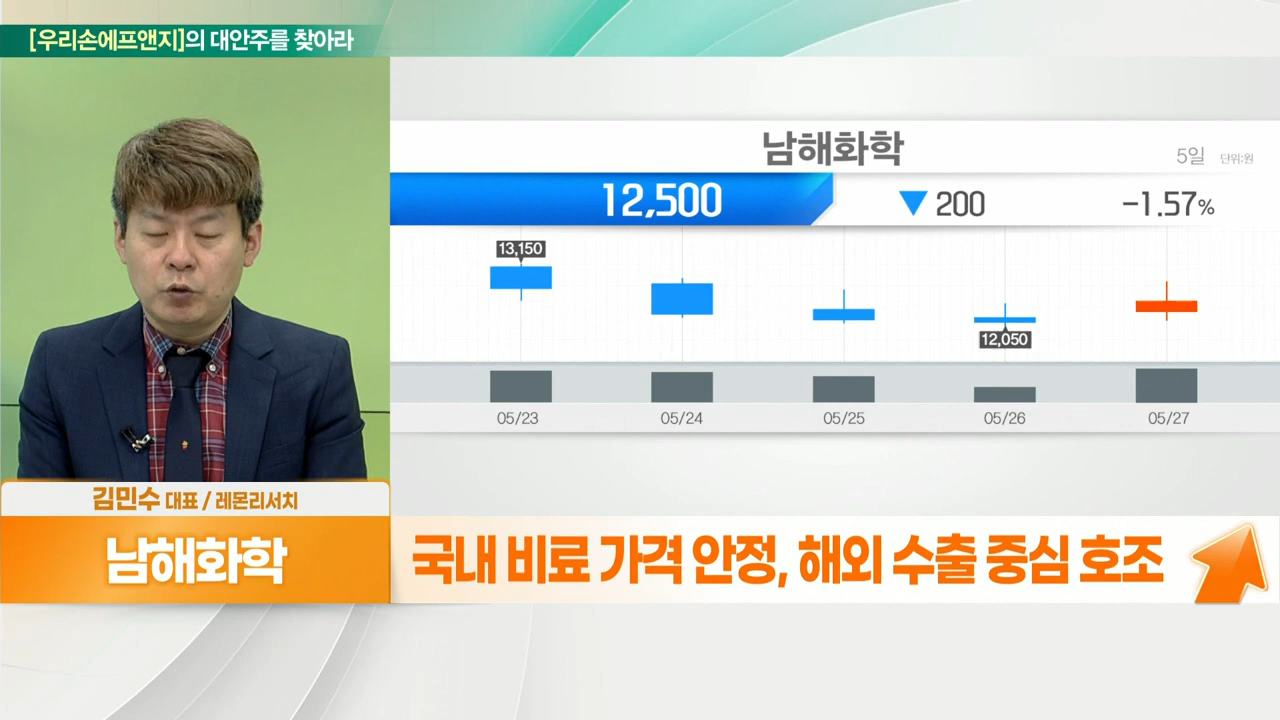 [우리손에프앤지]의 대안주를 찾아라
남해화학
5일 단위:원
12,500 ▼ 200 -1.57%
13,150
12,050
05/23 05/24 05/25 05/26 05/27
김민수 대표 / 레몬리서치
남해화학
국내 비료 가격 안정, 해외 수출 중심 호조